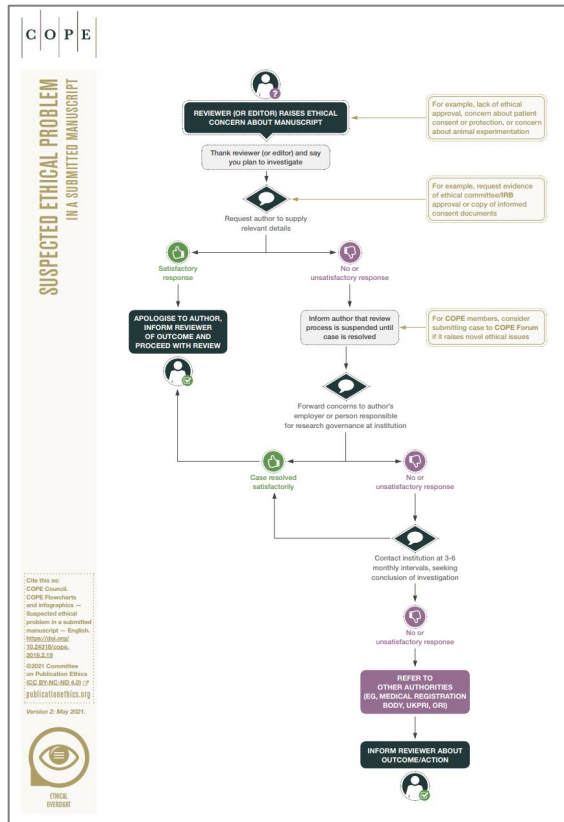 COPE
SUSPECTED ETHICAL PROBLEM
IN A SUBMITTED MANUSCRIPT
?
REVIEWER (OR EDITOR) RAISES ETHICAL
CONCERN ABOUT MANUSCRIPT
For example, lack of ethical
approval, concern about patient
consent or protection, or concern
about animal experimentation
Thank reviewer (or editor) and say
you plan to investigate
For example, request evidence
of ethical committee/IRB
approval or copy of informed
consent documents
Request author to supply
relevant details
Satisfactory
response
No or
unsatisfactory response
APOLOGISE TO AUTHOR,
INFORM REVIEWER
OF OUTCOME AND
PROCEED WITH REVIEW
Inform author that review
process is suspended until
case is resolved
For COPE members, consider
submitting case to COPE Forum
if it raises novel ethical issues
Forward concerns to author's
employer or person responsible
for research governance at institution
Case resolved
satisfactorily
No or
unsatisfactory response
Contact institution at 3-6
monthly intervals, seeking
conclusion of investigation
No or
unsatisfactory response
REFER TO
OTHER AUTHORITIES
(EG, MEDICAL REGISTRATION
BODY, UKPRI, ORI)
INFORM REVIEWER ABOUT
OUTCOME/ACTION
Cite this as:
COPE Council.
COPE Flowcharts
and infographics —
Suspected ethical
problem in a submitted
manuscript — English.
https://doi.org/
10.24318/cope.
2019.2.19
©2021 Committee
on Publication Ethics
(CC BY-NC-ND 4.0)
publicationethics.org
Version 2: May 2021.
ETHICAL
OVERSIGHT